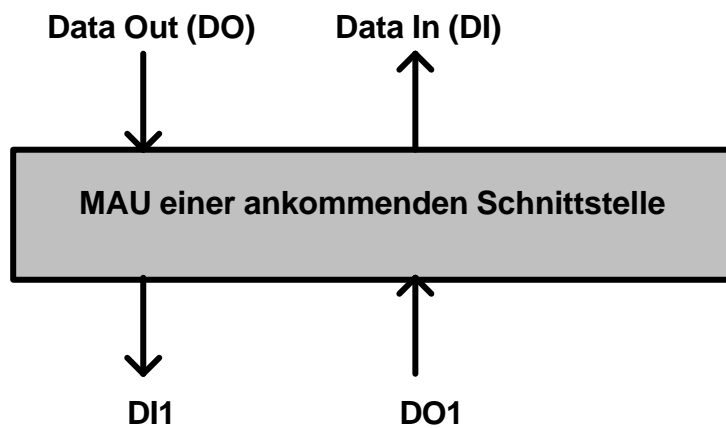 Data Out (DO) Data In (DI)
MAU einer ankommenden Schnittstelle
DI1 DO1